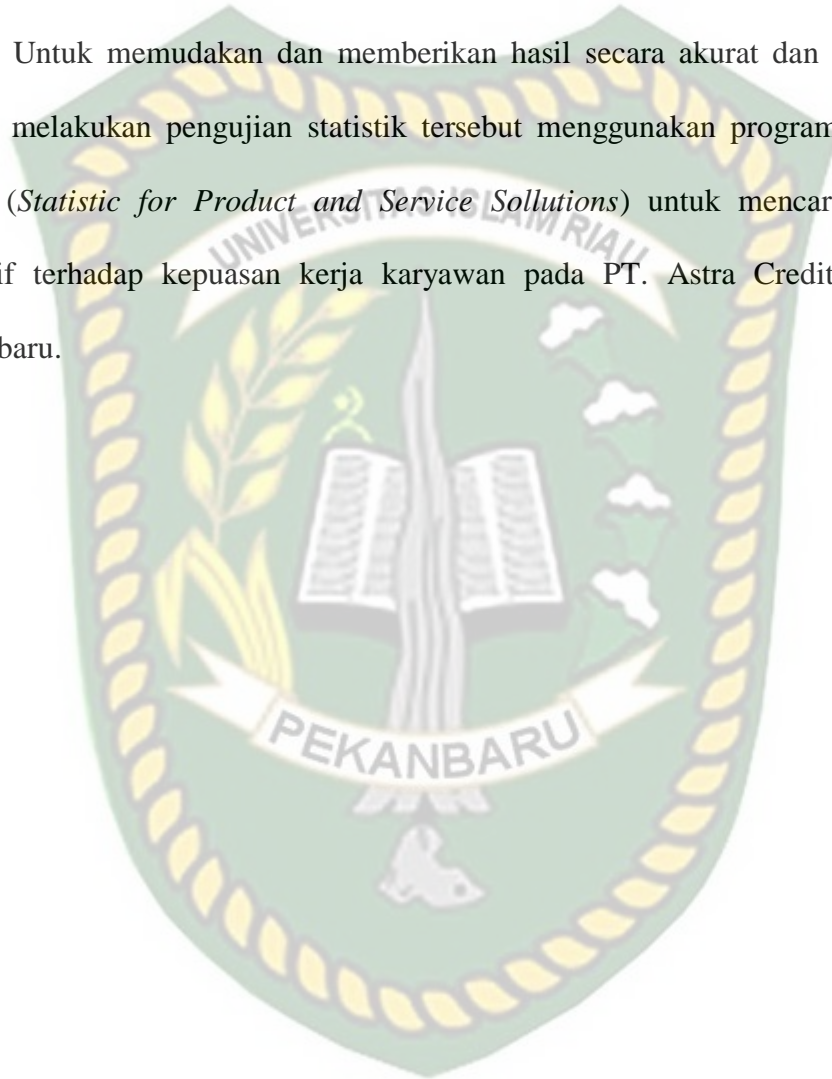 Untuk memudakan dan memberikan hasil secara akurat dan
melakukan pengujian statistik tersebut menggunakan program
(Statistic for Product and Service Sollutions) untuk mencar
if terhadap kepuasan kerja karyawan pada PT. Astra Credit
baru.
UNIVERSITAS ISLAM RIAU
PEKANBARU